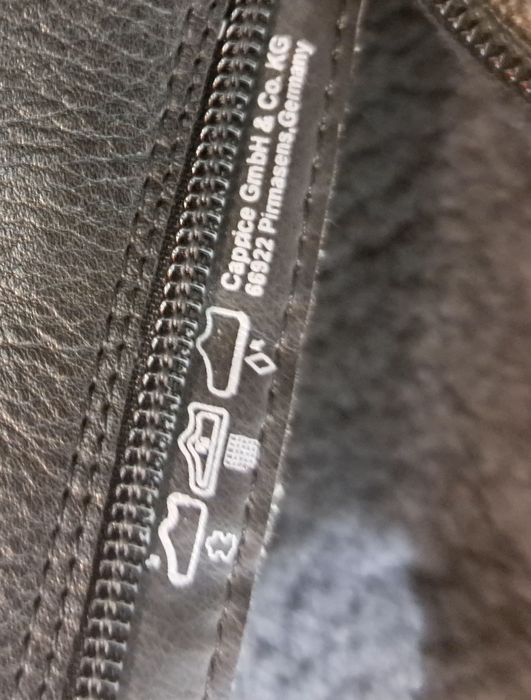 Caprice GmbH & Co. KG
66922 Pirmasens,Germany